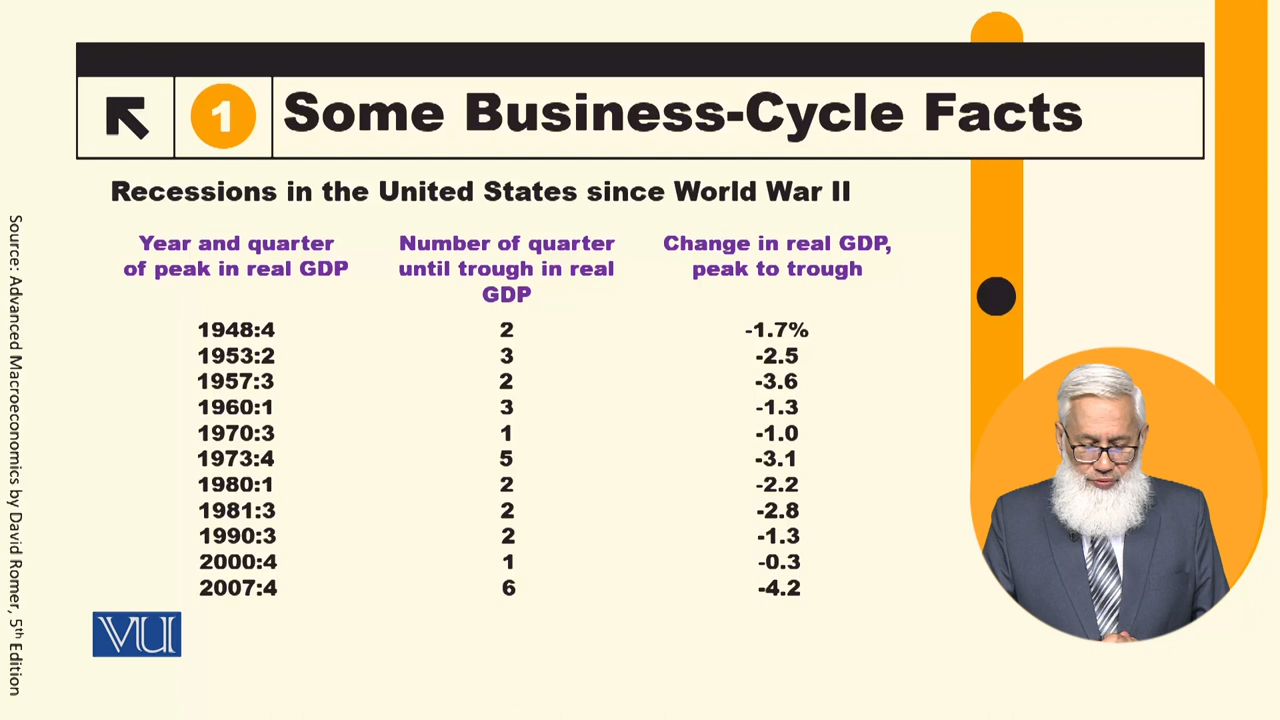 1
Some Business-Cycle Facts
Recessions in the United States since World War II
Year and quarter
of peak in real GDP
Number of quarter
until trough in real
GDP
Change in real GDP,
peak to trough
1948:4 2 -1.7%
1953:2 3 -2.5
1957:3 2 -3.6
1960:1 3 -1.3
1970:3 1 -1.0
1973:4 5 -3.1
1980:1 2 -2.2
1981:3 2 -2.8
1990:3 2 -1.3
2000:4 1 -0.3
2007:4 6 -4.2
VU
Source: Advanced Macroeconomics by David Romer, 5th Edition